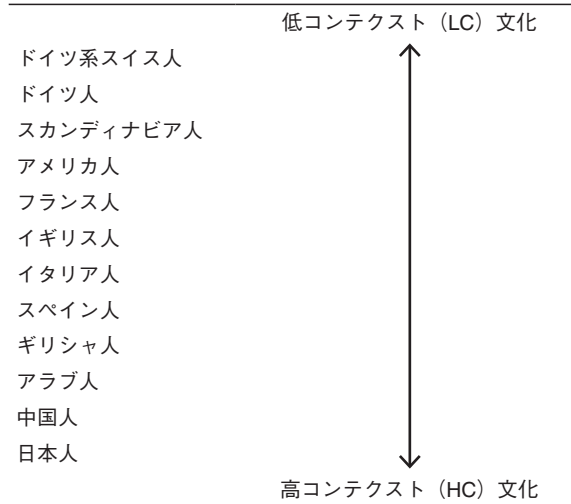 低コンテクスト（LC）文化
ドイツ系スイス人
ドイツ人
スカンディナビア人
アメリカ人
フランス人
イギリス人
イタリア人
スペイン人
ギリシャ人
アラブ人
中国人
日本人
高コンテクスト（HC）文化